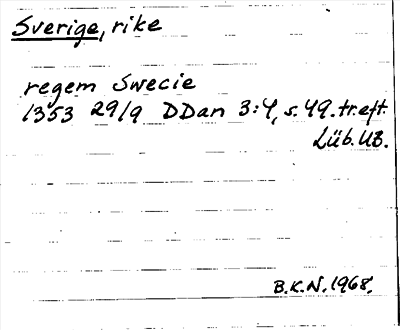 Sverige, rike
regem Swecie
1353 29/9 DDan 3:4, s. 49. tr. eft.
Lüb. UB.
B.K.N. 1968.